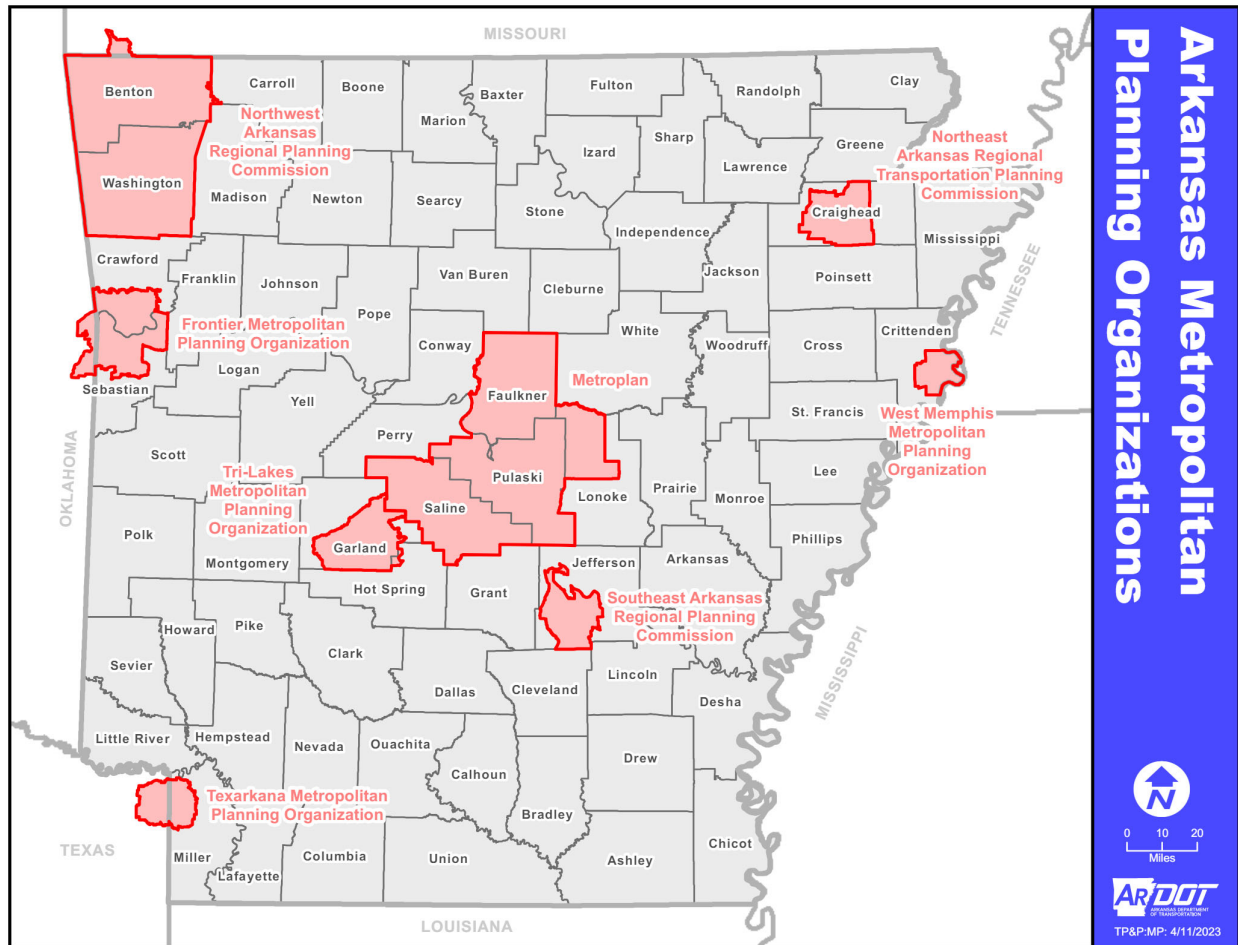 Arkansas Metropolitan
Planning Organizations
MISSOURI
Benton
Carroll
Boone
Baxter
Fulton
Randolph
Clay
Marion
Northwest
Arkansas
Regional Planning
Commission
Sharp
Izard
Lawrence
Greene
Northeast
Arkansas Regional
Transportation Planning
Commission
Washington
Madison
Newton
Searcy
Stone
Independence
Craighead
Mississippi
TENNESSEE
Crawford
Franklin
Johnson
Van Buren
Cleburne
Jackson
Poinsett
Pope
Frontier Metropolitan
Planning Organization
Conway
White
Woodruff
Cross
Crittenden
Sebastian
Logan
Yell
Faulkner
Metroplan
St. Francis
West Memphis
Metropolitan
Planning
Organization
Perry
Scott
OKLAHOMA
Tri-Lakes
Metropolitan
Planning
Organization
Pulaski
Saline
Lonoke
Prairie
Monroe
Lee
Polk
Montgomery
Garland
Hot Spring
Grant
Jefferson
Arkansas
Phillips
Southeast Arkansas
Regional Planning
Commission
Howard
Pike
Clark
Sevier
Dallas
Cleveland
Lincoln
Desha
MISSISSIPPI
Little River
Hempstead
Nevada
Ouachita
Calhoun
Drew
Bradley
Texarkana Metropolitan
Planning Organization
TEXAS
Miller
Lafayette
Columbia
Union
Ashley
Chicot
LOUISIANA
N
0 10 20
Miles
ARDOT
ARKANSAS DEPARTMENT
OF TRANSPORTATION
TP&P:MP: 4/11/2023